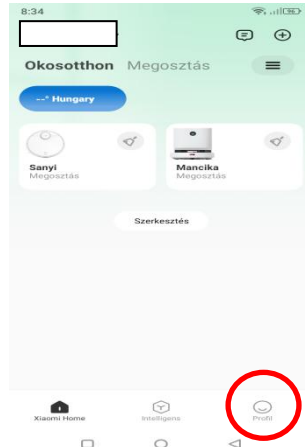 8:34
Okosotthon Megosztás
--° Hungary
Sanyi
Megosztás
Mancika
Megosztás
Szerkesztés
Xiaomi Home
Intelligens
Profil